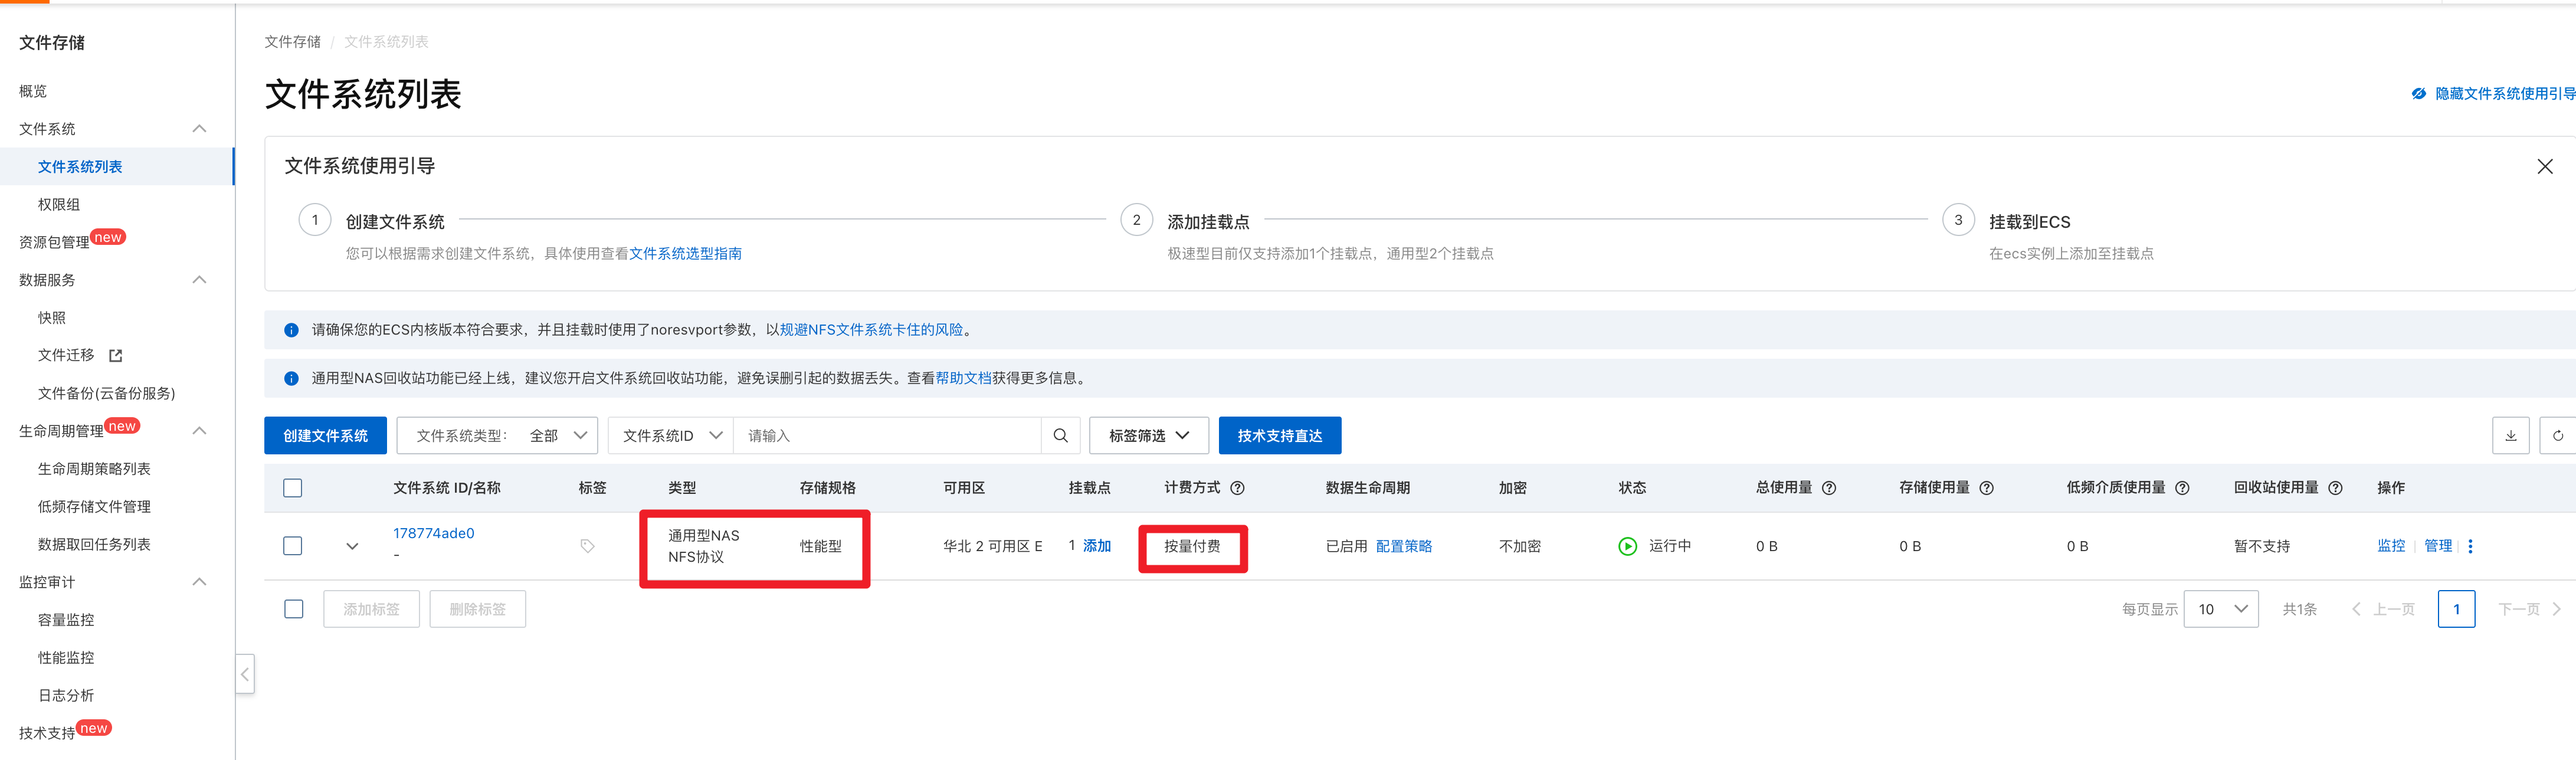 文件存储
概览
文件系统
文件系统列表
权限组
资源包管理 new
数据服务
快照
文件迁移
文件备份(云备份服务)
生命周期管理 new
生命周期策略列表
低频存储文件管理
数据取回任务列表
监控审计
容量监控
性能监控
日志分析
技术支持 new
文件存储 / 文件系统列表
文件系统列表
隐藏文件系统使用引导
文件系统使用引导
1 创建文件系统
您可以根据需求创建文件系统，具体使用查看文件系统选型指南
2 添加挂载点
极速型目前仅支持添加1个挂载点，通用型2个挂载点
3 挂载到ECS
在ecs实例上添加至挂载点
请确保您的ECS内核版本符合要求，并且挂载时使用了noresvport参数，以规避NFS文件系统卡住的风险。
通用型NAS回收站功能已经上线，建议您开启文件系统回收站功能，避免误删引起的数据丢失。查看帮助文档获得更多信息。
创建文件系统 文件系统类型： 全部 文件系统ID 请输入 标签筛选 技术支持直达
文件系统 ID/名称 标签 类型 存储规格 可用区 挂载点 计费方式 数据生命周期 加密 状态 总使用量 存储使用量 低频介质使用量 回收站使用量 操作
178774ade0
-
通用型NAS
NFS协议
性能型 华北 2 可用区 E 1 添加 按量付费 已启用 配置策略 不加密 运行中 0 B 0 B 0 B 暂不支持 监控 管理
添加标签 删除标签 每页显示 10 共1条 上一页 1 下一页